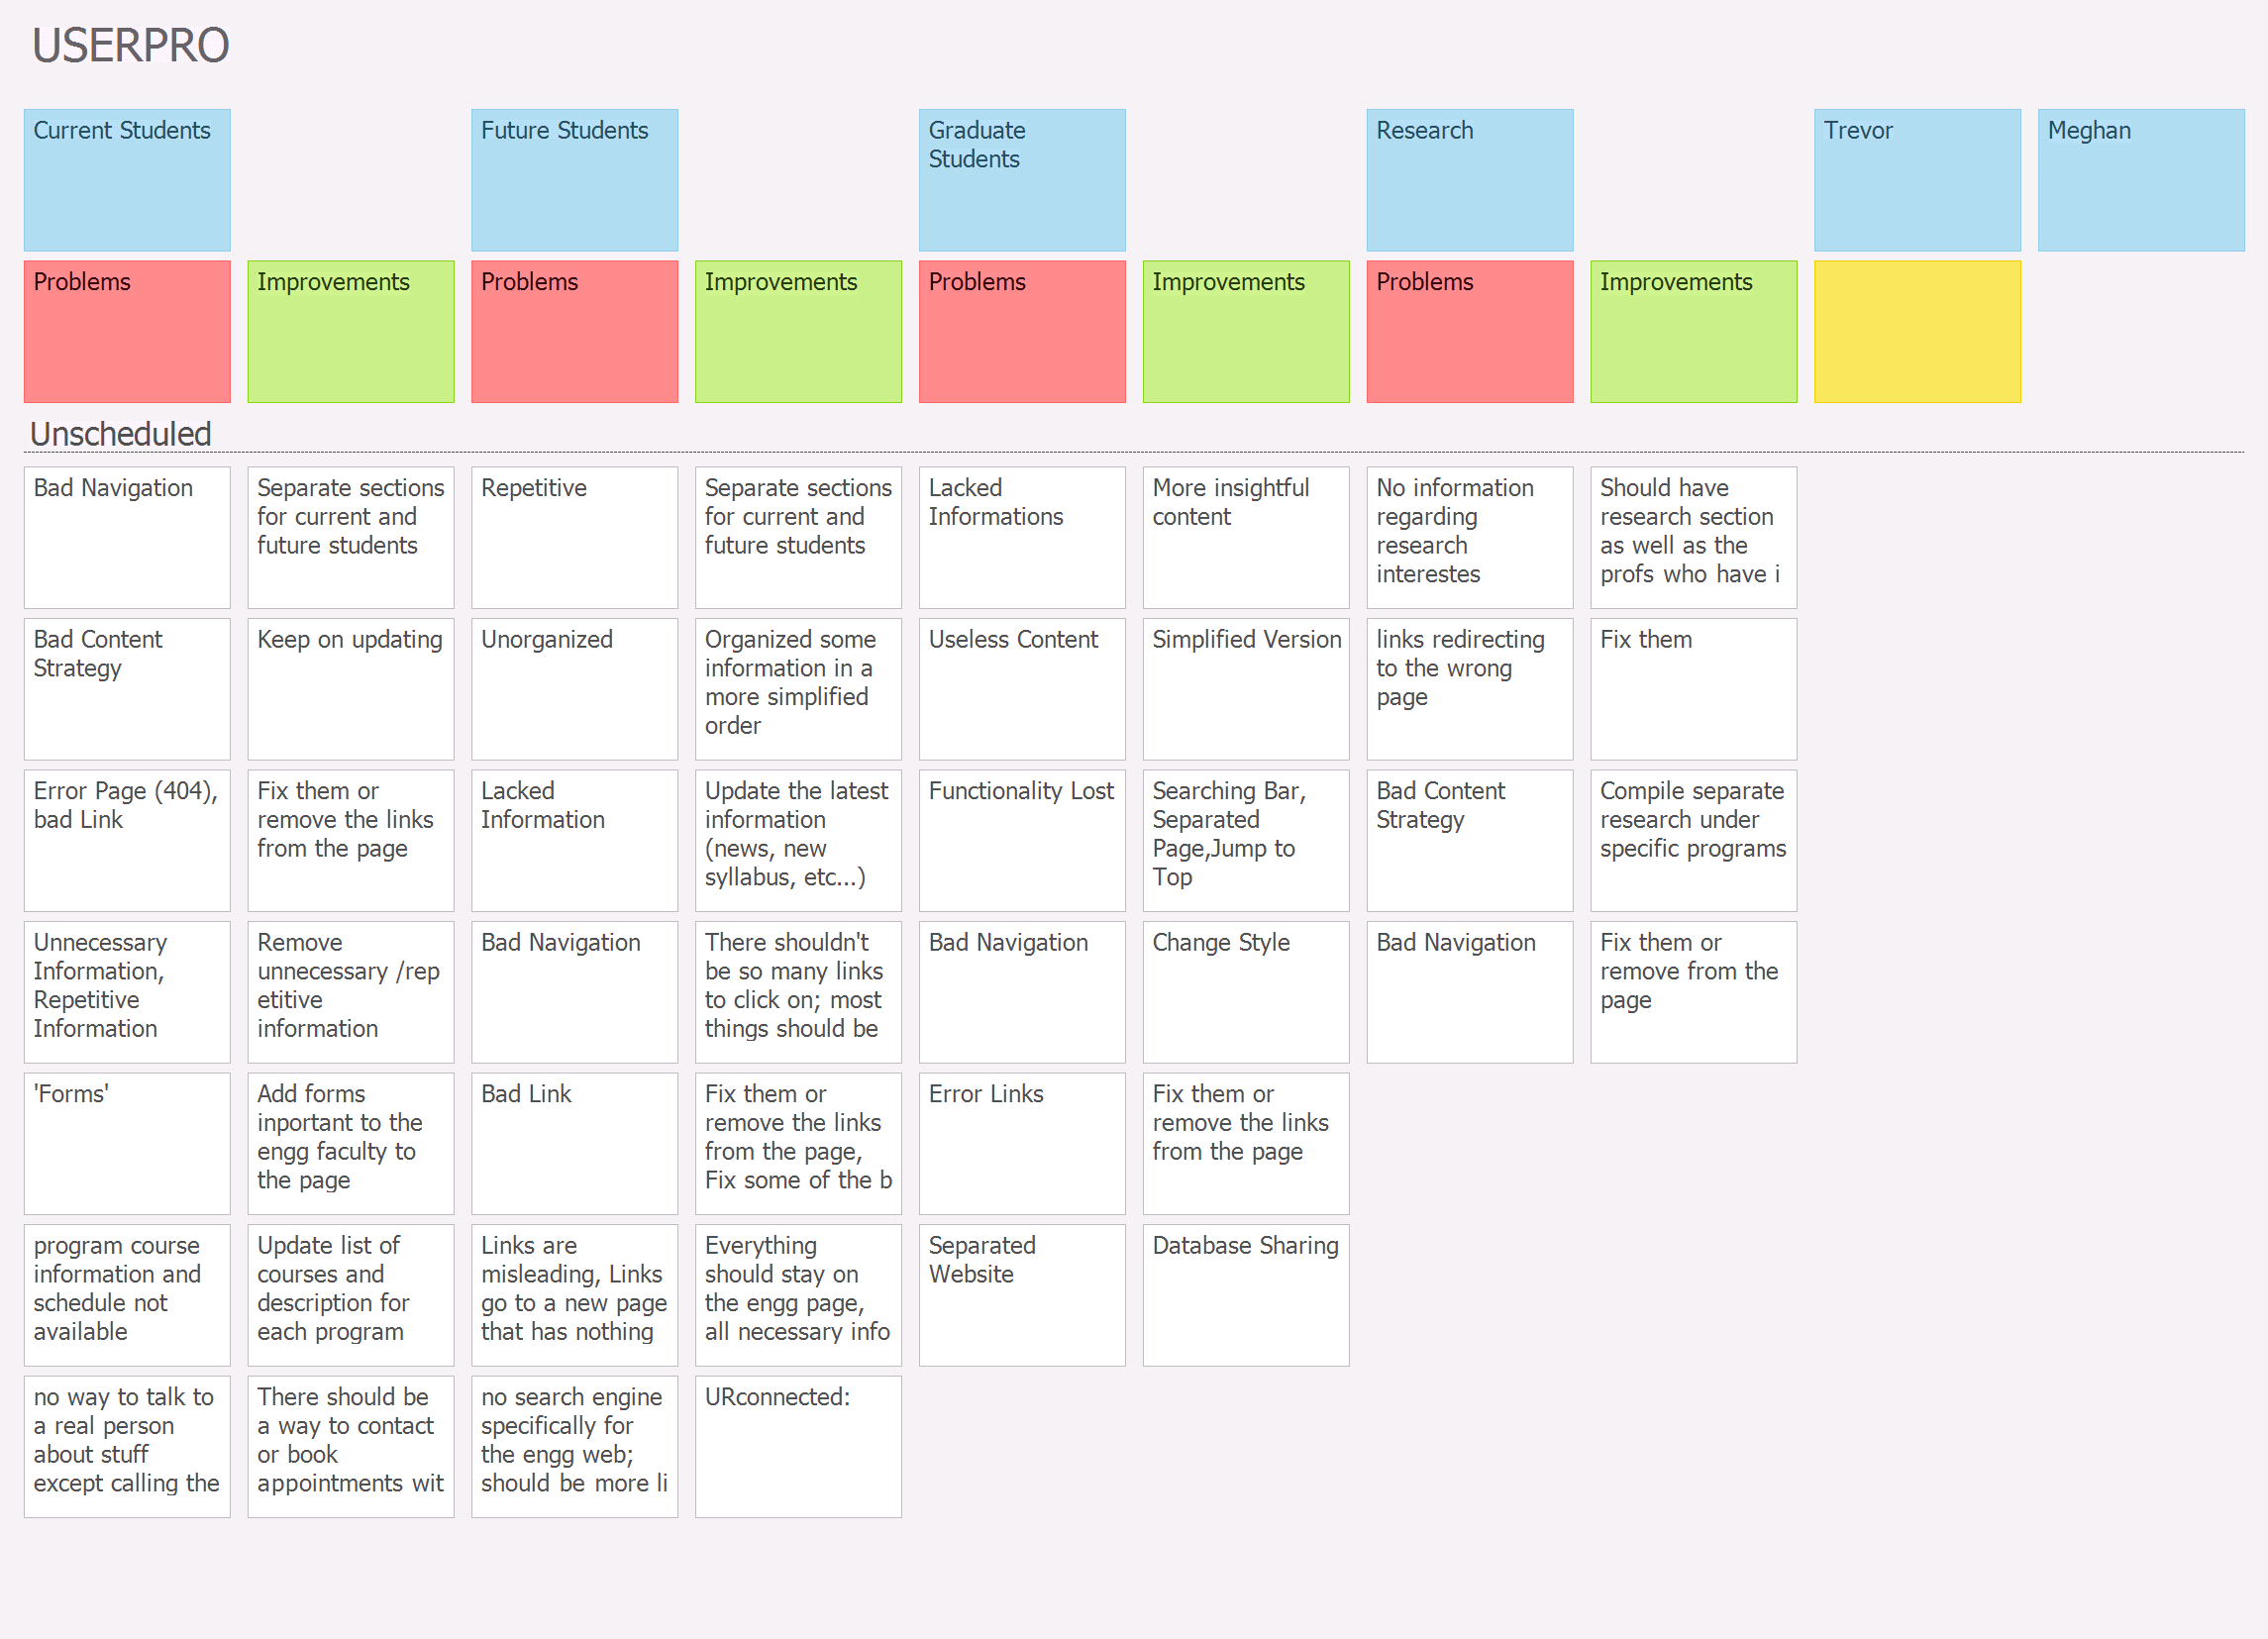 USERPRO
Current Students
Future Students
Graduate
Students
Research
Trevor
Meghan
Problems
Improvements
Problems
Improvements
Problems
Improvements
Problems
Improvements
Unscheduled
Bad Navigation
Separate sections
for current and
future students
Repetitive
Separate sections
for current and
future students
Lacked
Informations
More insightful
content
No information
regarding
research
interestes
Should have
research section
as well as the
profs who have i
Bad Content
Strategy
Keep on updating
Unorganized
Organized some
information in a
more simplified
order
Useless Content
Simplified Version
links redirecting
to the wrong
page
Fix them
Error Page (404),
bad Link
Fix them or
remove the links
from the page
Lacked
Information
Update the latest
information
(news, new
syllabus, etc...)
Functionality Lost
Searching Bar,
Separated
Page,Jump to
Top
Bad Content
Strategy
Compile separate
research under
specific programs
Unnecessary
Information,
Repetitive
Information
Remove
unnecessary /rep
etitive
information
Bad Navigation
There shouldn't
be so many links
to click on; most
things should be
Bad Navigation
Change Style
Bad Navigation
Fix them or
remove from the
page
'Forms'
Add forms
inportant to the
engg faculty to
the page
Bad Link
Fix them or
remove the links
from the page,
Fix some of the b
Error Links
Fix them or
remove the links
from the page
program course
information and
schedule not
available
Update list of
courses and
description for
each program
Links are
misleading, Links
go to a new page
that has nothing
Everything
should stay on
the engg page,
all necessary info
Separated
Website
Database Sharing
no way to talk to
a real person
about stuff
except calling the
There should be
a way to contact
or book
appointments wit
no search engine
specifically for
the engg web;
should be more li
URconnected: